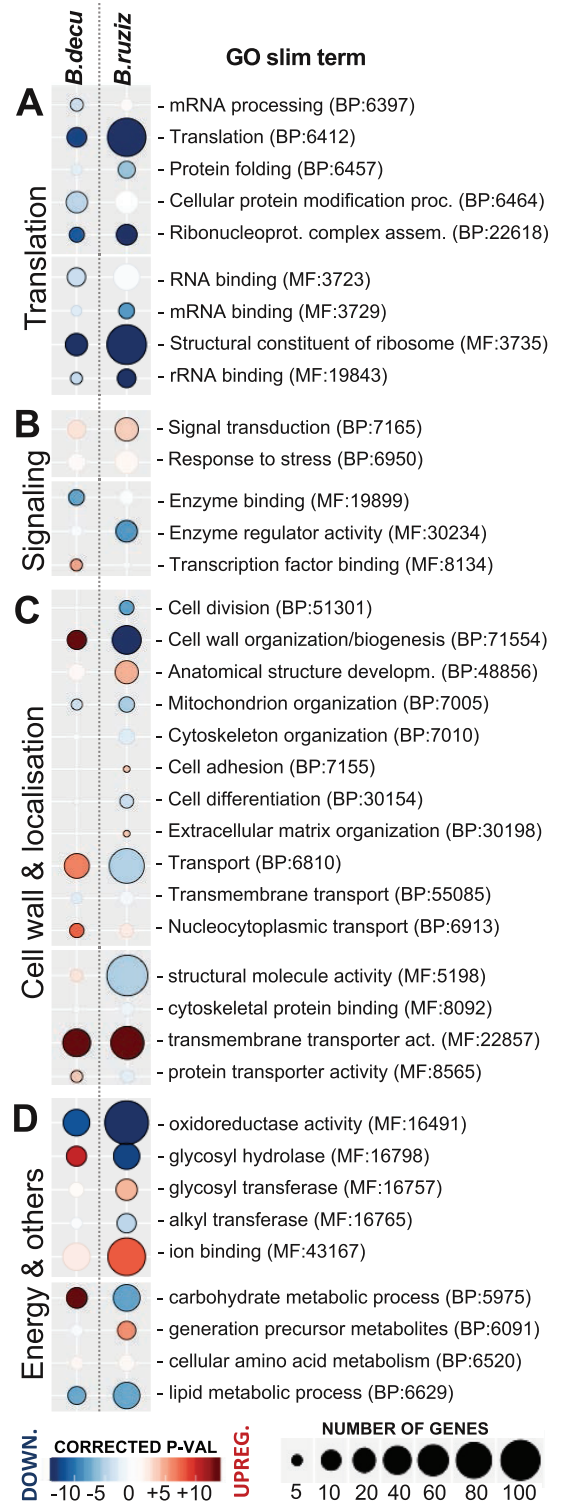 B.decu
B.ruziz
GO slim term
A
Translation
- mRNA processing (BP:6397)
- Translation (BP:6412)
- Protein folding (BP:6457)
- Cellular protein modification proc. (BP:6464)
- Ribonucleoprot. complex assem. (BP:22618)
- RNA binding (MF:3723)
- mRNA binding (MF:3729)
- Structural constituent of ribosome (MF:3735)
- rRNA binding (MF:19843)
B
Signaling
- Signal transduction (BP:7165)
- Response to stress (BP:6950)
- Enzyme binding (MF:19899)
- Enzyme regulator activity (MF:30234)
- Transcription factor binding (MF:8134)
C
Cell wall & localisation
- Cell division (BP:51301)
- Cell wall organization/biogenesis (BP:71554)
- Anatomical structure developm. (BP:48856)
- Mitochondrion organization (BP:7005)
- Cytoskeleton organization (BP:7010)
- Cell adhesion (BP:7155)
- Cell differentiation (BP:30154)
- Extracellular matrix organization (BP:30198)
- Transport (BP:6810)
- Transmembrane transport (BP:55085)
- Nucleocytoplasmic transport (BP:6913)
- structural molecule activity (MF:5198)
- cytoskeletal protein binding (MF:8092)
- transmembrane transporter act. (MF:22857)
- protein transporter activity (MF:8565)
D
Energy & others
- oxidoreductase activity (MF:16491)
- glycosyl hydrolase (MF:16798)
- glycosyl transferase (MF:16757)
- alkyl transferase (MF:16765)
- ion binding (MF:43167)
- carbohydrate metabolic process (BP:5975)
- generation precursor metabolites (BP:6091)
- cellular amino acid metabolism (BP:6520)
- lipid metabolic process (BP:6629)
DOWN.
CORRECTED P-VAL
-10 -5 0 +5 +10
UPREG.
NUMBER OF GENES
5 10 20 40 60 80 100